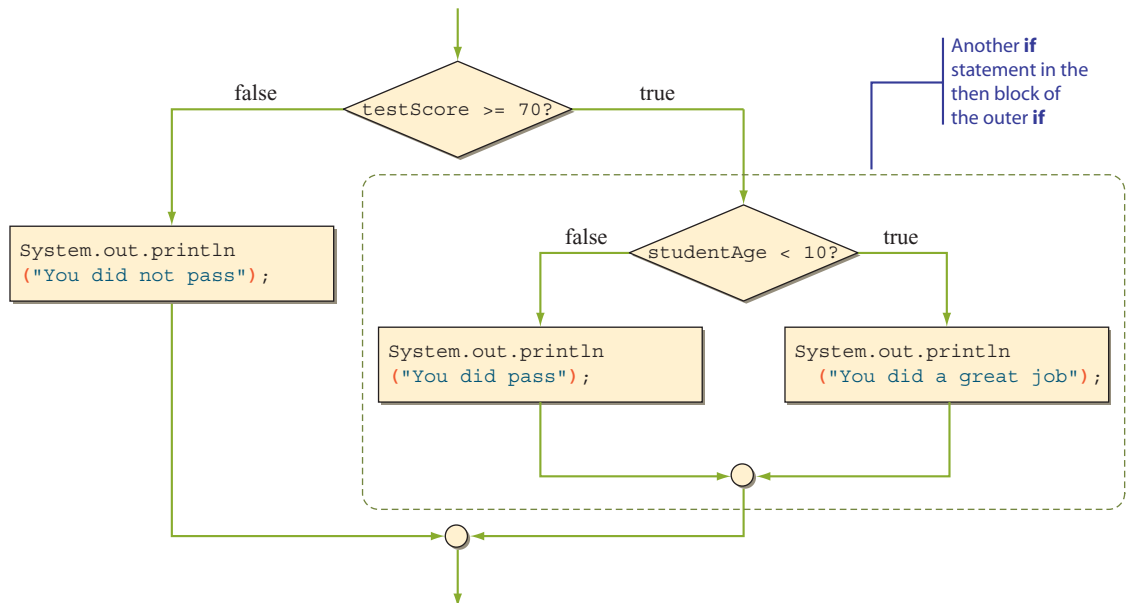 Another if
statement in the
then block of
the outer if
false
testScore >= 70?
true
System.out.println
("You did not pass");
false
studentAge < 10?
true
System.out.println
("You did pass");
System.out.println
("You did a great job");